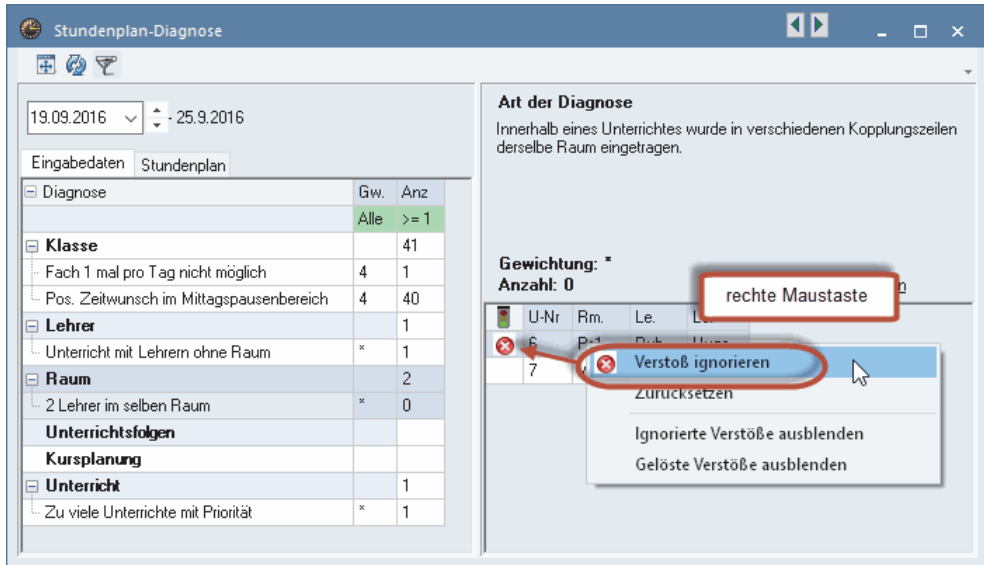 Stundenplan-Diagnose
19.09.2016 - 25.9.2016
Eingabedaten Stundenplan
Diagnose Gw. Anz
Alle >= 1
Klasse 41
Fach 1 mal pro Tag nicht möglich 4 1
Pos. Zeitwunsch im Mittagspausenbereich 4 40
Lehrer 1
Unterricht mit Lehrern ohne Raum * 1
Raum 2
2 Lehrer im selben Raum * 0
Unterrichtsfolgen
Kursplanung
Unterricht 1
Zu viele Unterrichte mit Priorität * 1
Art der Diagnose
Innerhalb eines Unterrichtes wurde in verschiedenen Kopplungszeilen
derselbe Raum eingetragen.
Gewichtung: *
Anzahl: 0
rechte Maustaste
U-Nr Rm. Le.
6
7
Verstoß ignorieren
Zurücksetzen
Ignorierte Verstöße ausblenden
Gelöste Verstöße ausblenden